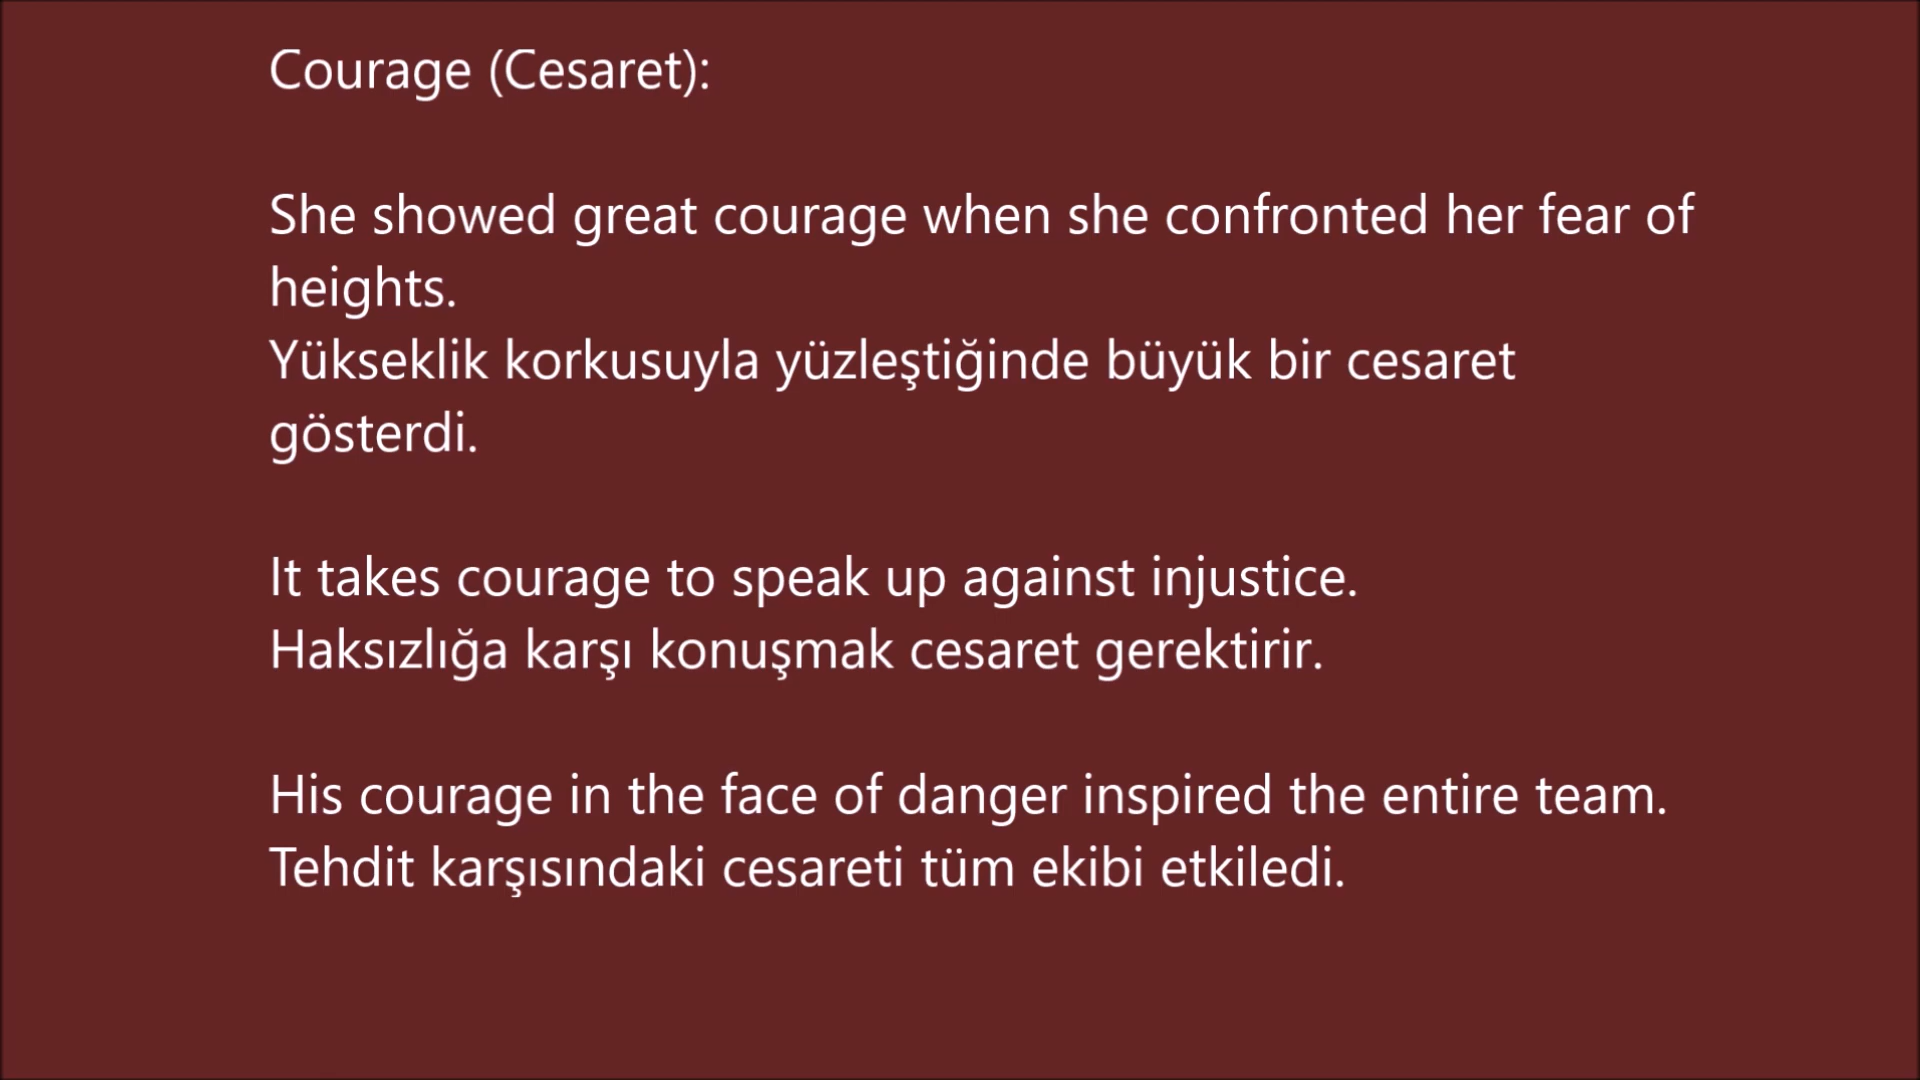 Courage (Cesaret):
She showed great courage when she confronted her fear of
heights.
Yükseklik korkusuyla yüzleştiğinde büyük bir cesaret
gösterdi.
It takes courage to speak up against injustice.
Haksızlığa karşı konuşmak cesaret gerektirir.
His courage in the face of danger inspired the entire team.
Tehdit karşısındaki cesareti tüm ekibi etkiledi.